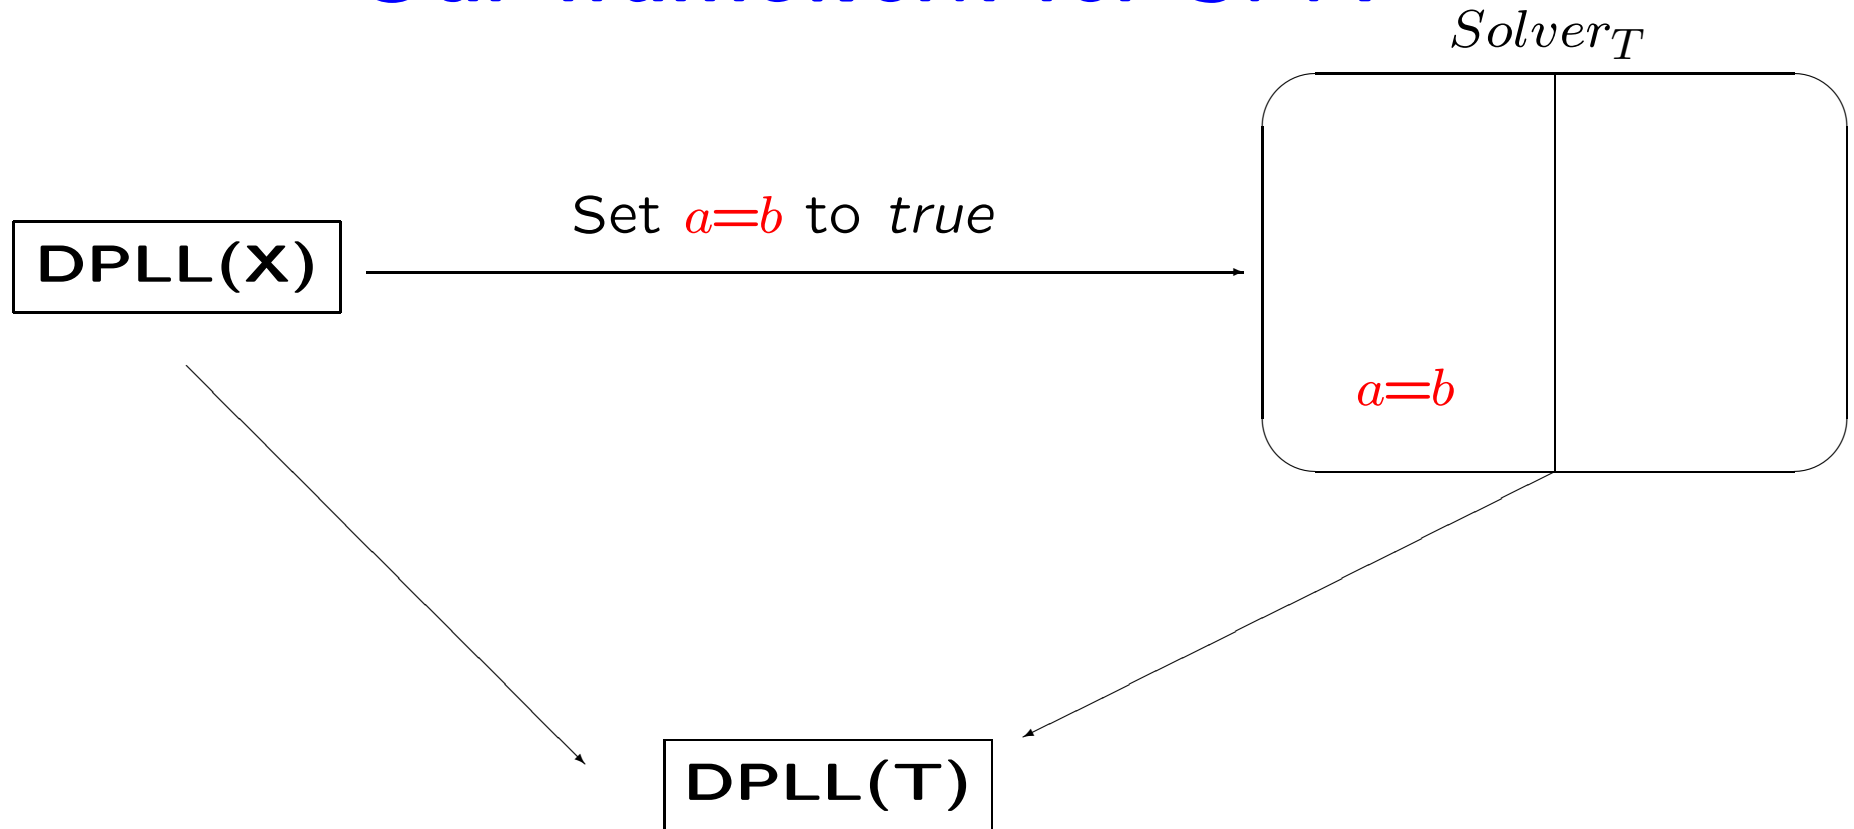 Solver_T
Set a=b to true
DPLL(X)
a=b
DPLL(T)